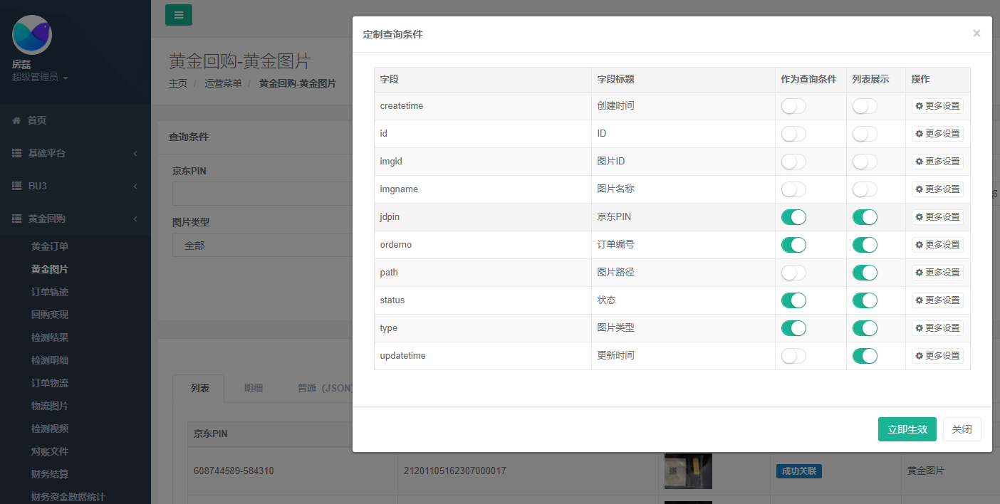 房磊
超级管理员
首页
基础平台
BU3
黄金回购
黄金订单
黄金图片
订单轨迹
回购变现
检测结果
检测明细
订单物流
物流图片
检测视频
对账文件
财务结算
财务资金数据统计
黄金回购-黄金图片
主页 / 运营菜单 / 黄金回购-黄金图片
查询条件
京东PIN
图片类型
全部
列表 明细 普通（JSON）
京东PIN
608744589-584310 21201105162307000017 成功关联 黄金图片
定制查询条件 ×
字段 字段标题 作为查询条件 列表展示 操作
createtime 创建时间 更多设置
id ID 更多设置
imgid 图片ID 更多设置
imgname 图片名称 更多设置
jdpin 京东PIN 更多设置
orderno 订单编号 更多设置
path 图片路径 更多设置
status 状态 更多设置
type 图片类型 更多设置
updatetime 更新时间 更多设置
立即生效 关闭